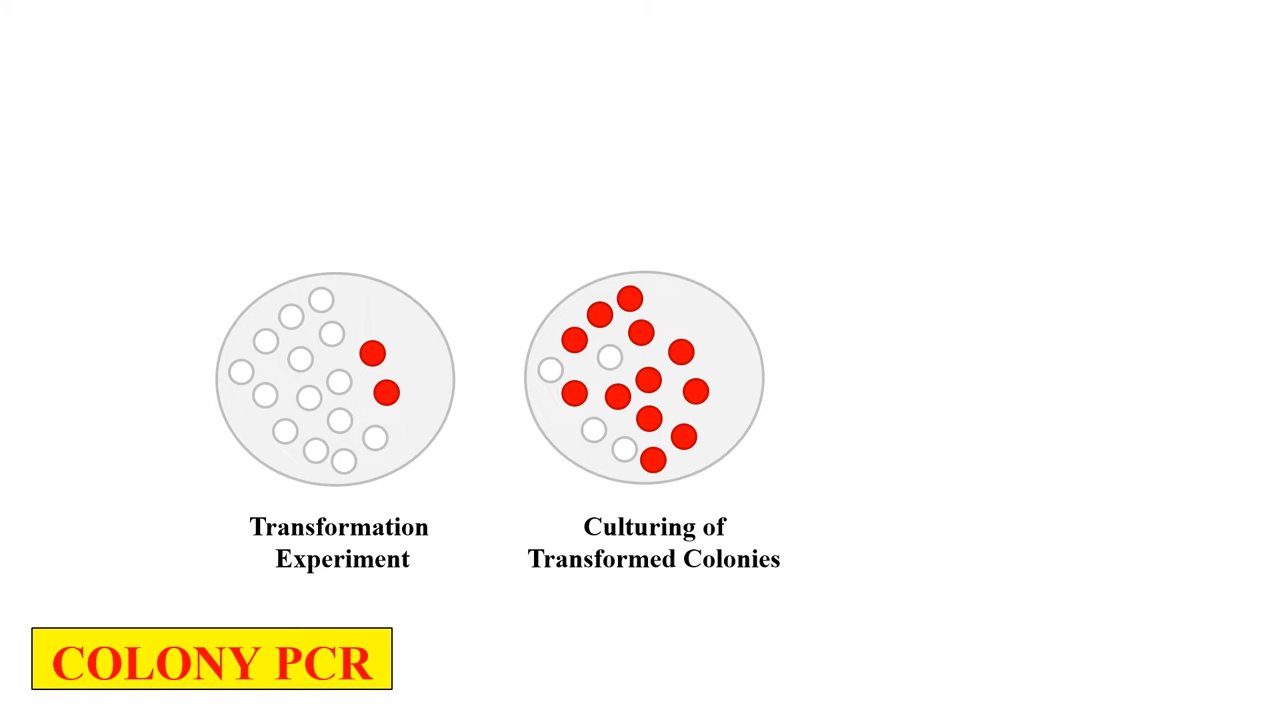 Transformation
Experiment
Culturing of
Transformed Colonies
COLONY PCR